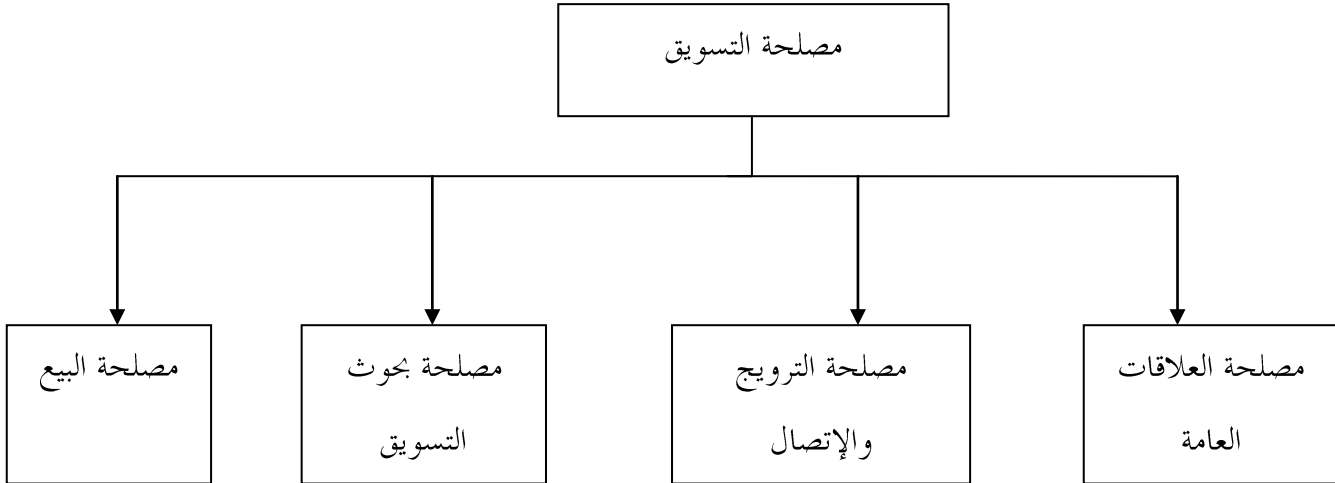 مصلحة التسويق
مصلحة العلاقات
العامة
مصلحة الترويج
والإتصال
مصلحة بحوث
التسويق
مصلحة البيع